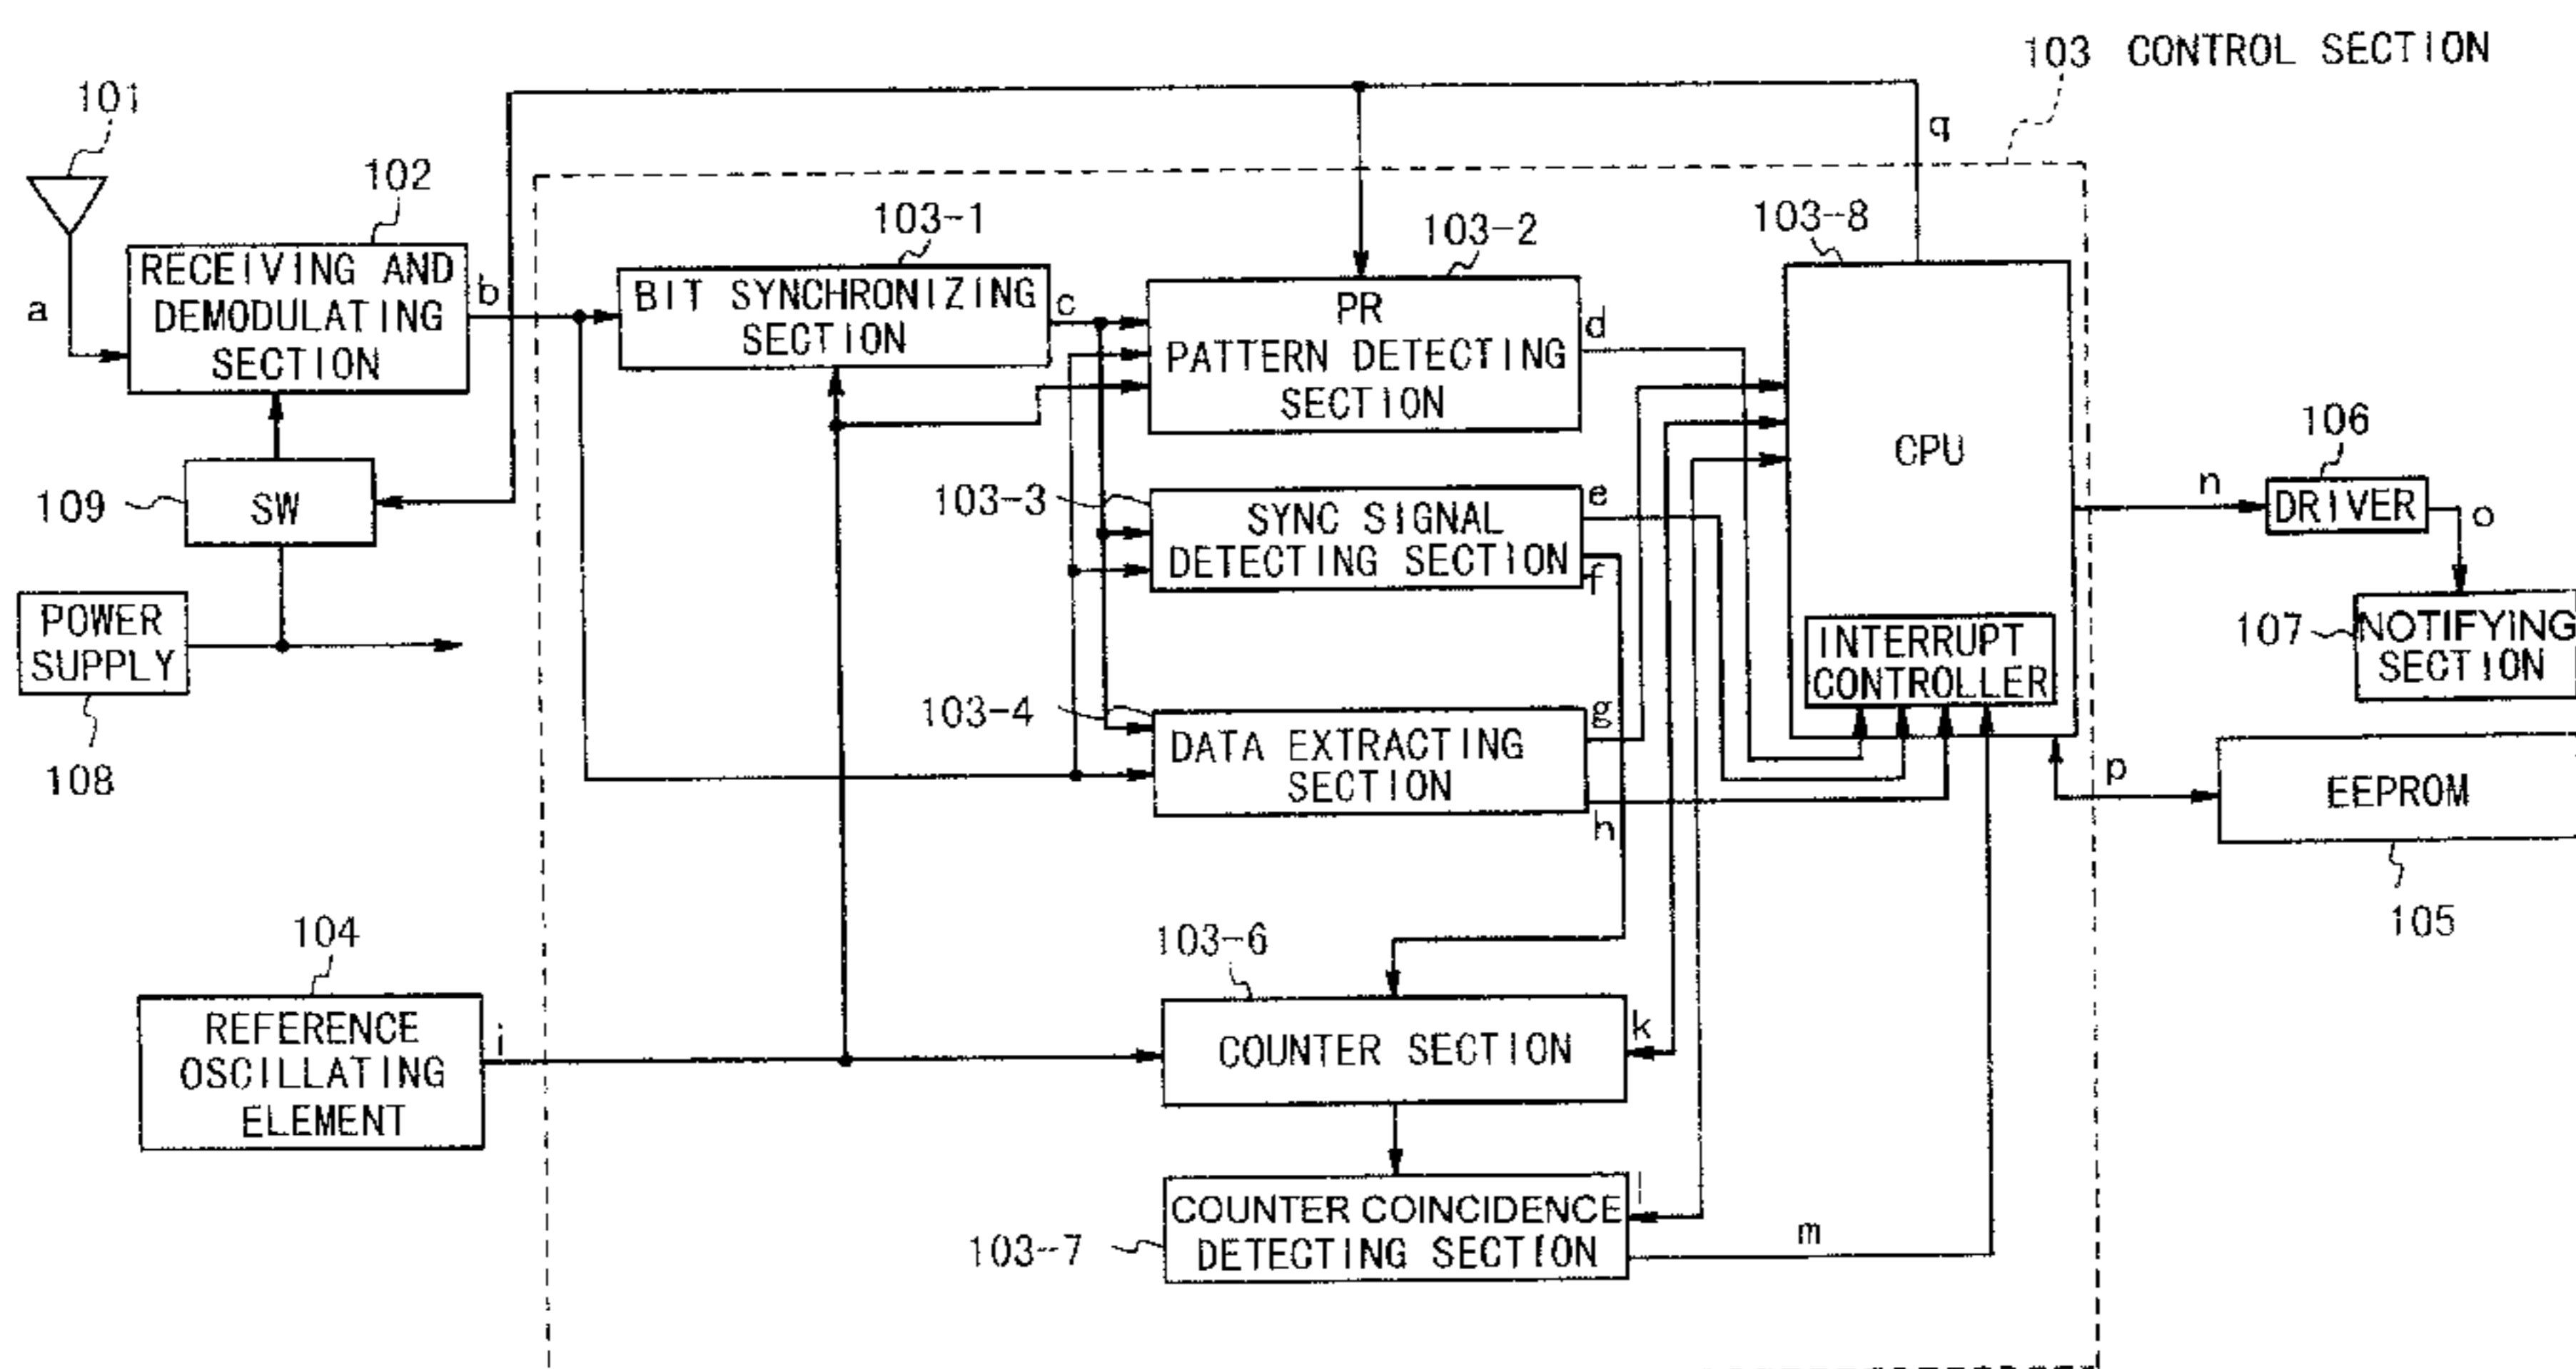 103 CONTROL SECTION
101
q
102
103-1
103-2
103-8
RECEIVING AND
DEMODULATING
SECTION
a
b
BIT SYNCHRONIZING
SECTION
c
PR
PATTERN DETECTING
SECTION
d
CPU
106
109
SW
103-3
SYNC SIGNAL
DETECTING SECTION
e
f
n
DRIVER
o
POWER
SUPPLY
108
INTERRUPT
CONTROLLER
107
NOTIFYING
SECTION
103-4
DATA EXTRACTING
SECTION
g
h
p
EEPROM
105
104
103-6
REFERENCE
OSCILLATING
ELEMENT
i
COUNTER SECTION
k
COUNTER COINCIDENCE
DETECTING SECTION
l
103-7
m